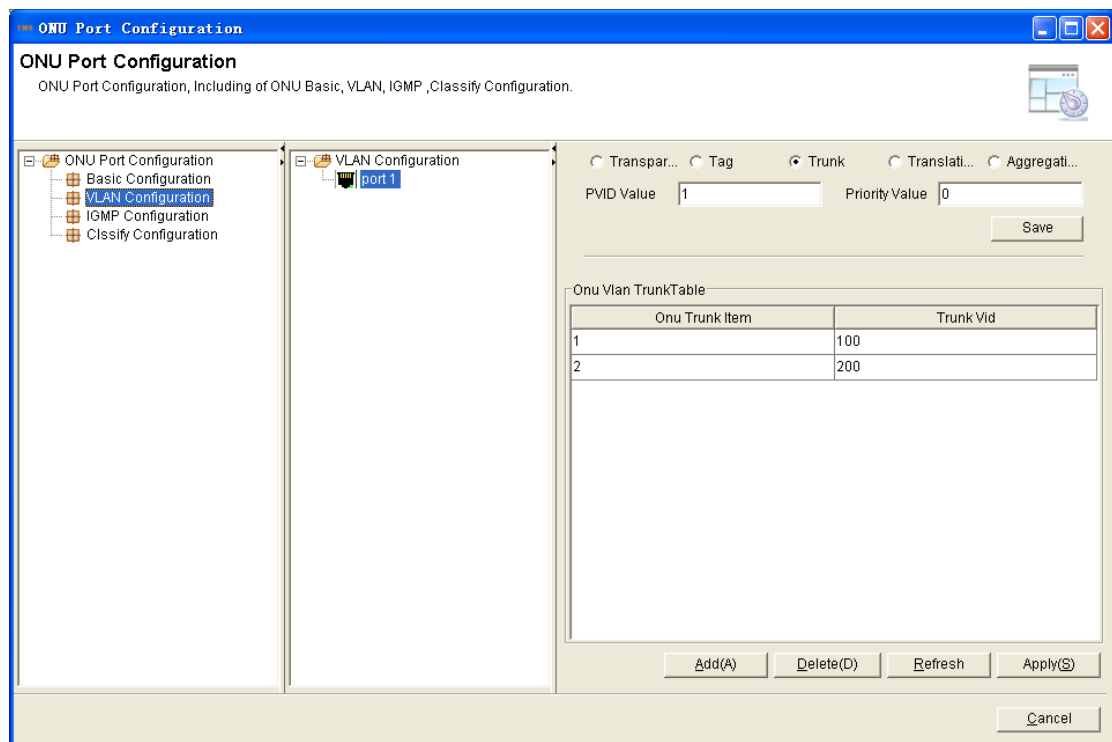 EMS ONU Port Configuration
ONU Port Configuration
ONU Port Configuration, Including of ONU Basic, VLAN, IGMP ,Classify Configuration.
ONU Port Configuration
Basic Configuration
VLAN Configuration
IGMP Configuration
Clssify Configuration
VLAN Configuration
port 1
Transpar... Tag Trunk Translati... Aggregati...
PVID Value 1 Priority Value 0
Save
Onu Vlan TrunkTable
Onu Trunk Item Trunk Vid
1 100
2 200
Add(A) Delete(D) Refresh Apply(S)
Cancel